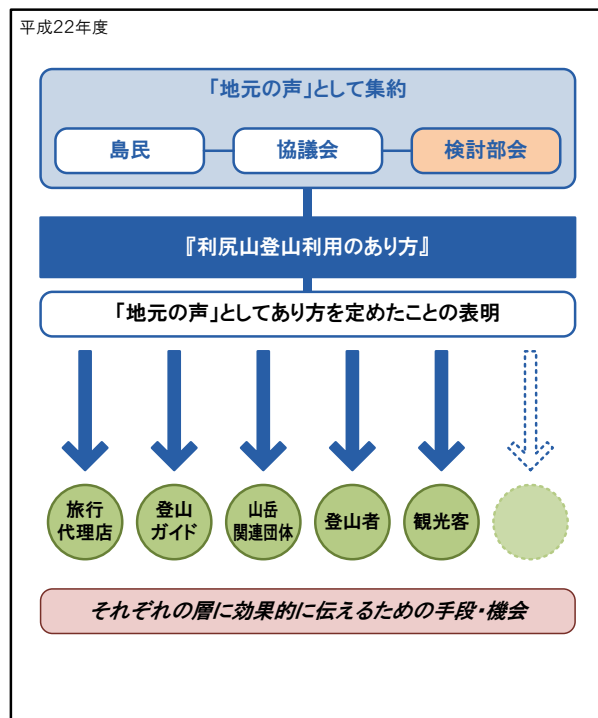 平成22年度
「地元の声」として集約
島民
協議会
検討部会
『利尻山登山利用のあり方』
「地元の声」としてあり方を定めたことの表明
旅行
代理店
登山
ガイド
山岳
関連団体
登山者
観光客
それぞれの層に効果的に伝えるための手段・機会